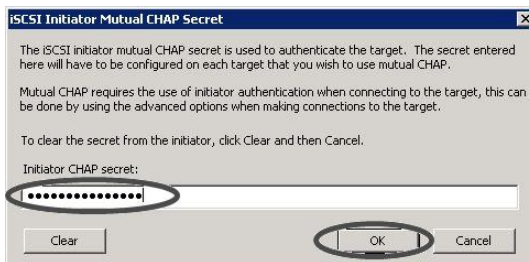 iSCSI Initiator Mutual CHAP Secret
The iSCSI initiator mutual CHAP secret is used to authenticate the target. The secret entered
here will have to be configured on each target that you wish to use mutual CHAP.
Mutual CHAP requires the use of initiator authentication when connecting to the target, this can
be done by using the advanced options when making connections to the target.
To clear the secret from the initiator, click Clear and then Cancel.
Initiator CHAP secret:
●●●●●●●●●●●●●●●
Clear OK Cancel